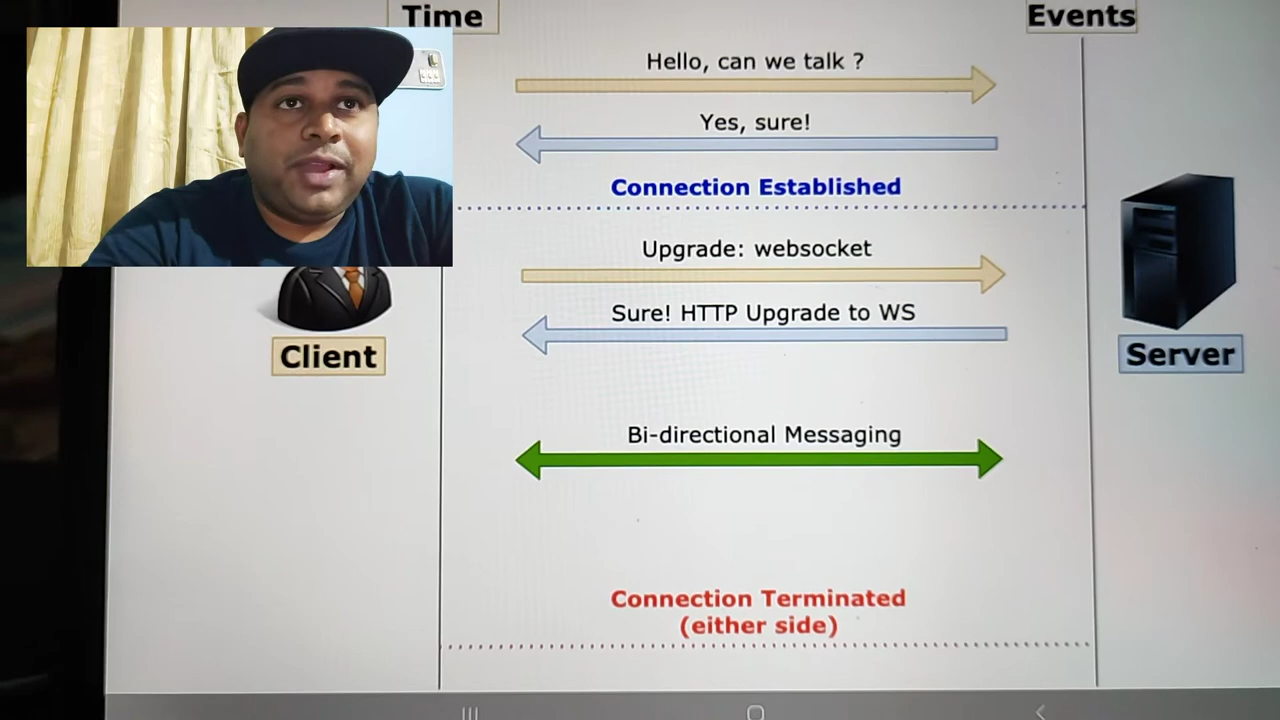 Time
Events
Hello, can we talk ?
Yes, sure!
Connection Established
Upgrade: websocket
Sure! HTTP Upgrade to WS
Client
Server
Bi-directional Messaging
Connection Terminated
(either side)